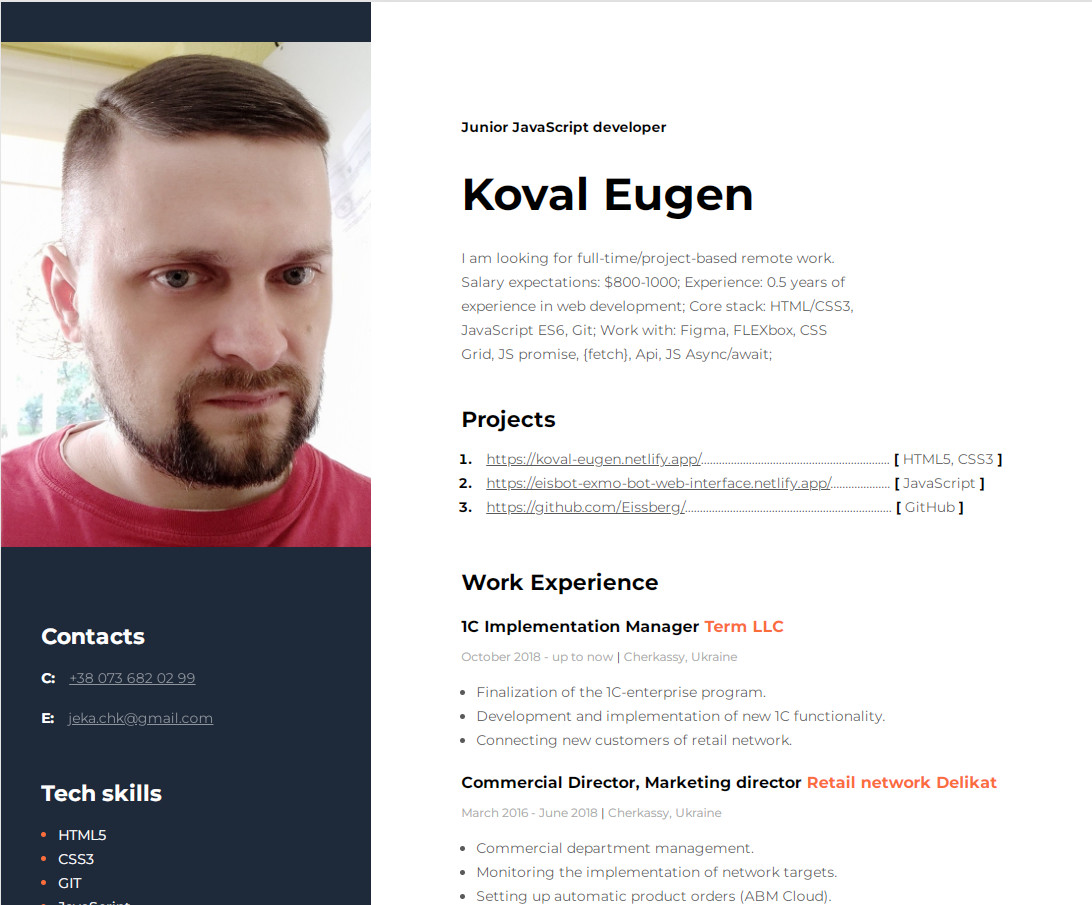 Junior JavaScript developer
Koval Eugen
I am looking for full-time/project-based remote work.
Salary expectations: $800-1000; Experience: 0.5 years of
experience in web development; Core stack: HTML/CSS3,
JavaScript ES6, Git; Work with: Figma, FLEXbox, CSS
Grid, JS promise, {fetch}, Api, JS Async/await;
Projects
1. https://koval-eugen.netlify.app/............................................................... [ HTML5, CSS3 ]
2. https://eisbot-exmo-bot-web-interface.netlify.app/.................... [ JavaScript ]
3. https://github.com/Eissberg/..................................................................... [ GitHub ]
Work Experience
1C Implementation Manager Term LLC
October 2018 - up to now | Cherkassy, Ukraine
• Finalization of the 1C-enterprise program.
• Development and implementation of new 1C functionality.
• Connecting new customers of retail network.
Commercial Director, Marketing director Retail network Delikat
March 2016 - June 2018 | Cherkassy, Ukraine
• Commercial department management.
• Monitoring the implementation of network targets.
• Setting up automatic product orders (ABM Cloud).
Contacts
C: +38 073 682 02 99
E: jeka.chk@gmail.com
Tech skills
• HTML5
• CSS3
• GIT
• JavaScript